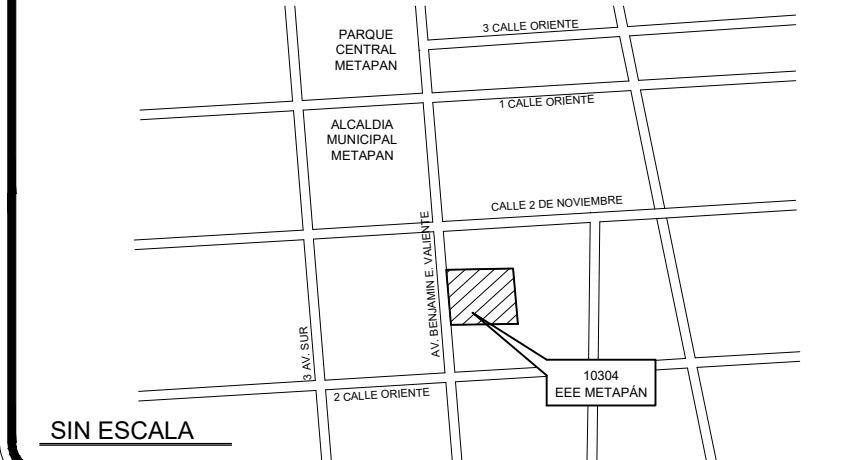 3 CALLE ORIENTE
PARQUE
CENTRAL
METAPAN
1 CALLE ORIENTE
ALCALDIA
MUNICIPAL
METAPAN
CALLE 2 DE NOVIEMBRE
AV. BENJAMIN E. VALIENTE
3 AV. SUR
10304
EEE METAPÁN
2 CALLE ORIENTE
SIN ESCALA